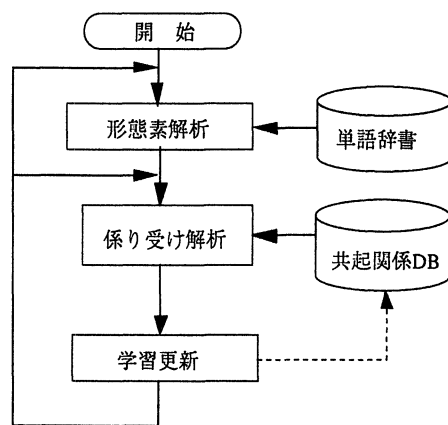 開　始
形態素解析
単語辞書
係り受け解析
共起関係DB
学習更新